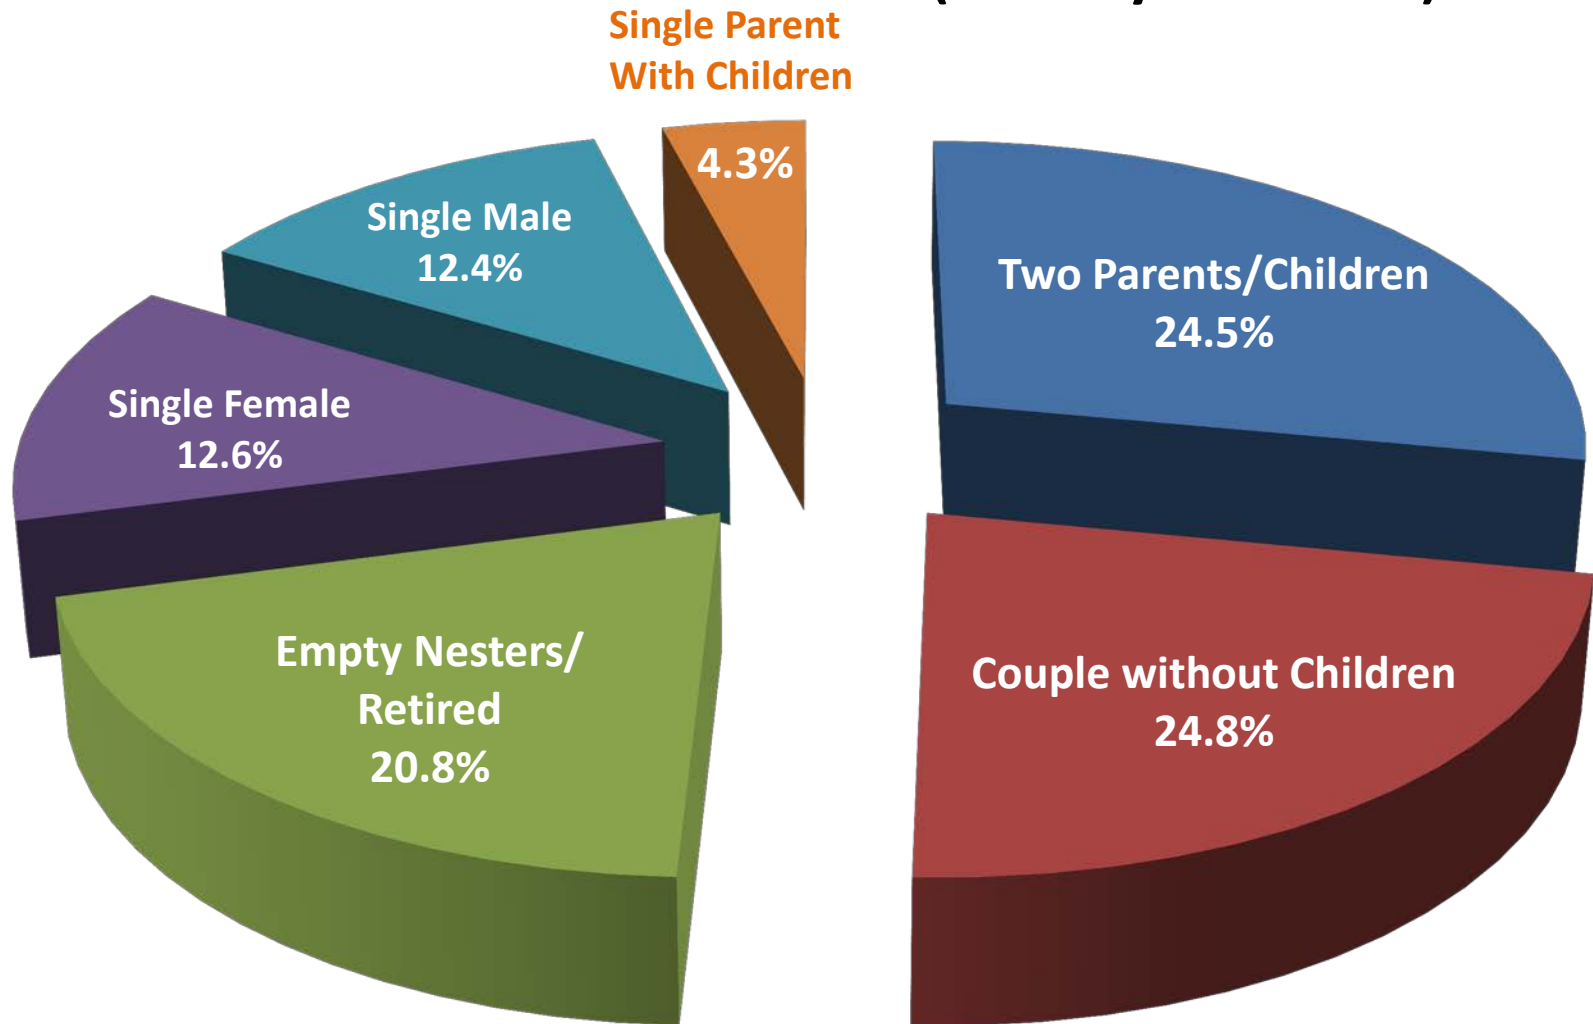 Single Parent
With Children
4.3%
Single Male
12.4%
Two Parents/Children
24.5%
Single Female
12.6%
Empty Nesters/
Retired
20.8%
Couple without Children
24.8%